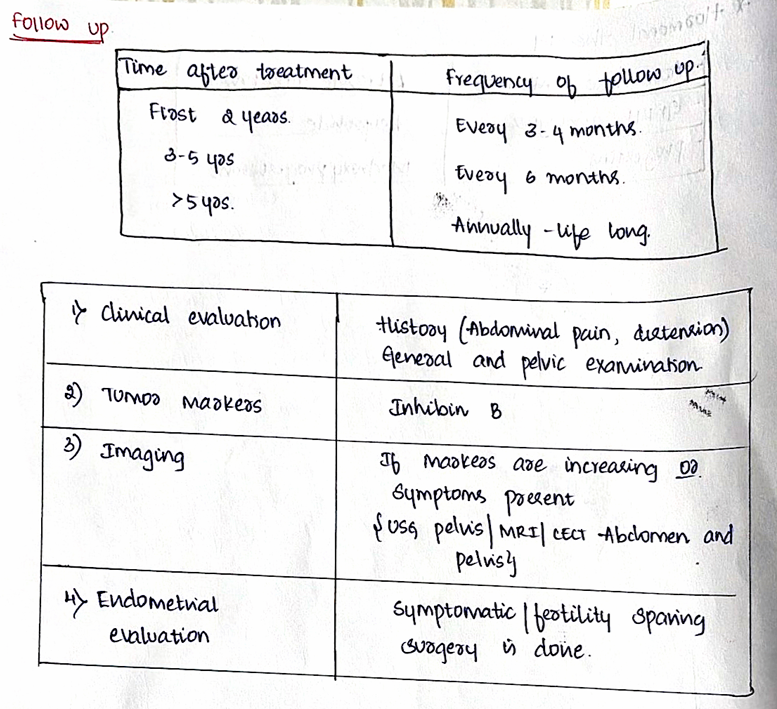 Follow up.
Time after treatment
Frequency of follow up.
First 2 years.
Every 3-4 months.
3-5 yrs
Every 6 months.
>5 yrs.
Annually - life long.
1) Clinical evaluation
History (Abdominal pain, distension)
General and pelvic examination
2) Tumor markers
Inhibin B
3) Imaging
If markers are increasing or
Symptoms present
{USG pelvis | MRI | CECT - Abdomen and
pelvis}
4) Endometrial
evaluation
Symptomatic | fertility sparing
surgery is done.